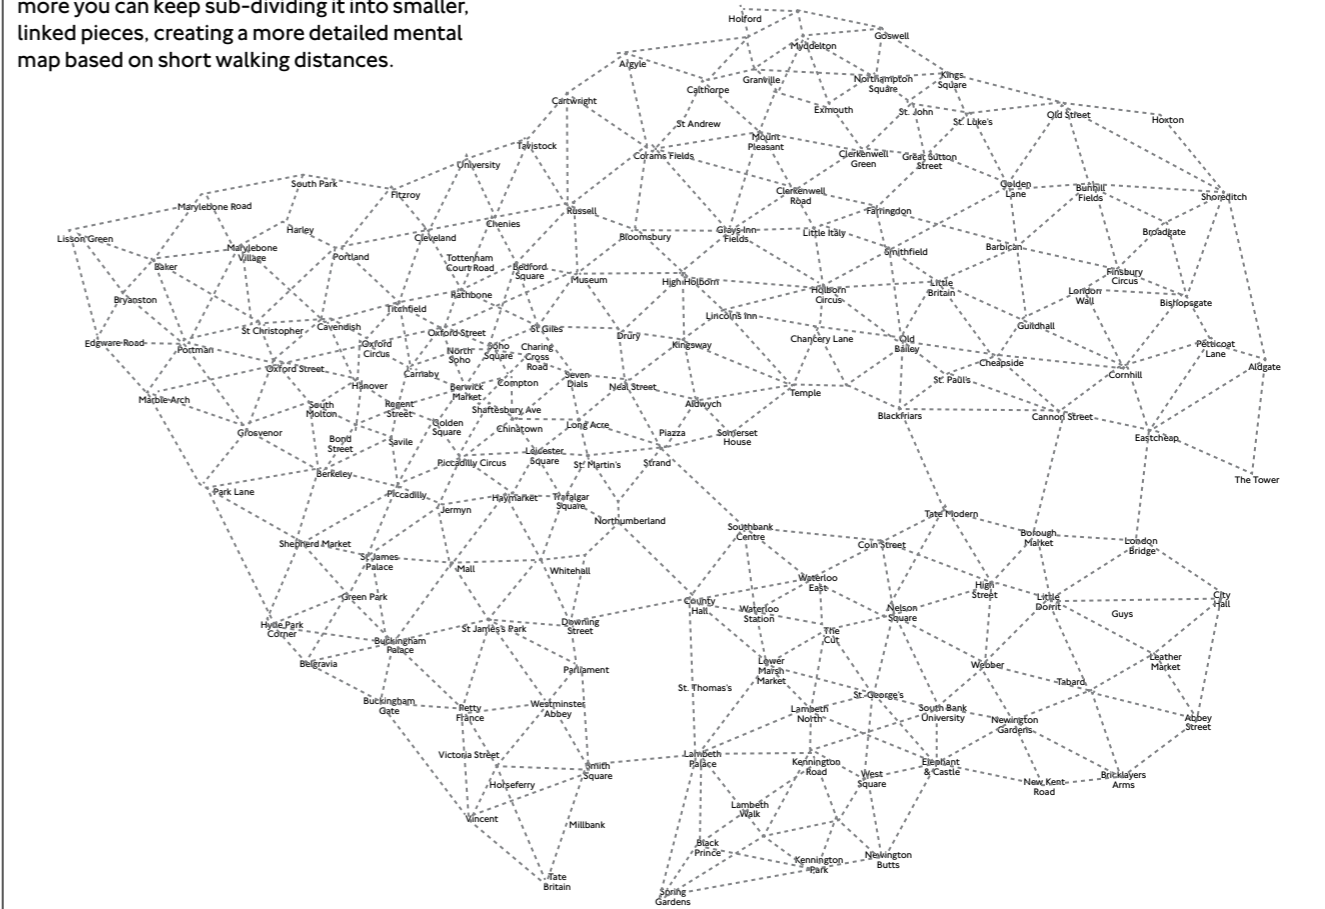 more you can keep sub-dividing it into smaller,
linked pieces, creating a more detailed mental
map based on short walking distances.
Holford
Myddelton
Goswell
Argyle
Granville
Northampton
Square
Kings
Square
Calthorpe
Cartwright
Exmouth
St. John
St. Luke's
Old Street
Hoxton
St Andrew
Mount
Pleasant
Tavistock
Corams Fields
Clerkenwell
Green
Great Sutton
Street
University
South Park
Fitzroy
Clerkenwell
Road
Golden
Lane
Bunhill
Fields
Shoreditch
Marylebone Road
Russell
Farringdon
Chenies
Harley
Lisson Green
Cleveland
Bloomsbury
Grays Inn
Fields
Little Italy
Broadgate
Marylebone
Village
Portland
Smithfield
Barbican
Baker
Tottenham
Court Road
Bedford
Square
Museum
High Holborn
Finsbury
Circus
Bryanston
Rathbone
Holborn
Circus
Little
Britain
London
Wall
Bishopsgate
Titchfield
Lincolns Inn
St Christopher
Cavendish
Oxford Street
St Giles
Drury
Guildhall
Edgware Road
Portman
Oxford
Circus
North
Soho
Soho
Square
Charing
Cross
Road
Kingsway
Chancery Lane
Old
Bailey
Petticoat
Lane
Oxford Street
Carnaby
Seven
Dials
Cheapside
Cornhill
Aldgate
Hanover
Berwick
Market
Compton
Neal Street
St. Paul's
Temple
Marble Arch
South
Molton
Regent
Street
Shaftesbury Ave
Aldwych
Blackfriars
Cannon Street
Grosvenor
Bond
Street
Savile
Golden
Square
Chinatown
Long Acre
Piazza
Somerset
House
Eastcheap
Berkeley
Piccadilly Circus
Leicester
Square
St. Martin's
Strand
The Tower
Park Lane
Piccadilly
Jermyn
Haymarket
Trafalgar
Square
Northumberland
Southbank
Centre
Tate Modern
Shepherd Market
St James
Palace
Mall
Whitehall
Coin Street
Borough
Market
London
Bridge
Waterloo
East
High
Street
Green Park
County
Hall
Waterloo
Station
Nelson
Square
Little
Dorrit
Guys
City
Hall
Hyde Park
Corner
Buckingham
Palace
St James's Park
Downing
Street
The
Cut
Belgravia
Parliament
Lower
Marsh
Market
Webber
Leather
Market
St. Thomas's
St. George's
Tabard
Buckingham
Gate
Petty
France
Westminster
Abbey
Lambeth
North
South Bank
University
Newington
Gardens
Abbey
Street
Victoria Street
Smith
Square
Lambeth
Palace
Kennington
Road
West
Square
Elephant
& Castle
New Kent
Road
Bricklayers
Arms
Horseferry
Lambeth
Walk
Vincent
Millbank
Black
Prince
Kennington
Park
Newington
Butts
Tate
Britain
Spring
Gardens